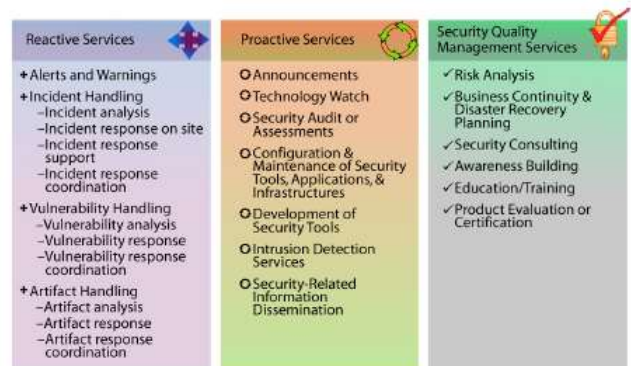 Reactive Services
+Alerts and Warnings
+Incident Handling
–Incident analysis
–Incident response on site
–Incident response
support
–Incident response
coordination
+Vulnerability Handling
–Vulnerability analysis
–Vulnerability response
–Vulnerability response
coordination
+Artifact Handling
–Artifact analysis
–Artifact response
–Artifact response
coordination
Proactive Services
Announcements
Technology Watch
Security Audit or
Assessments
Configuration &
Maintenance of Security
Tools, Applications, &
Infrastructures
Development of
Security Tools
Intrusion Detection
Services
Security-Related
Information
Dissemination
Security Quality
Management Services
✓Risk Analysis
✓Business Continuity &
Disaster Recovery
Planning
✓Security Consulting
✓Awareness Building
✓Education/Training
✓Product Evaluation or
Certification